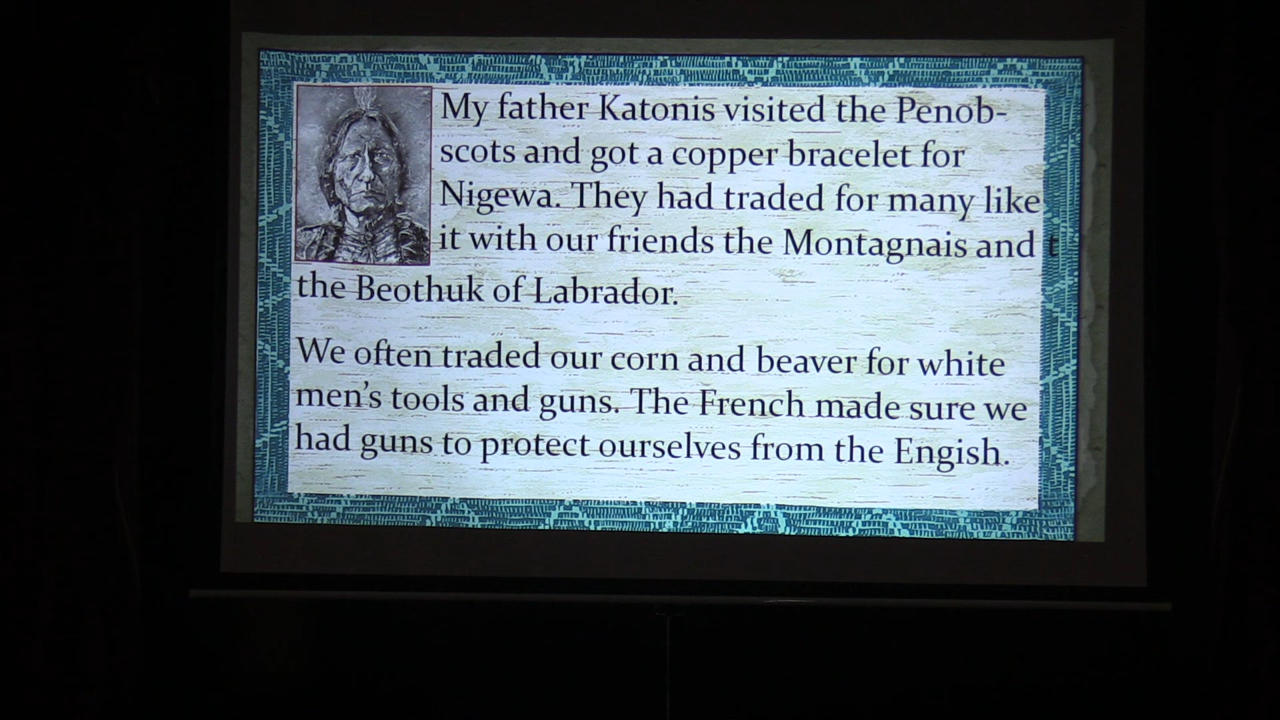 My father Katonis visited the Penob-
scots and got a copper bracelet for
Nigewa. They had traded for many like
it with our friends the Montagnais and t
the Beothuk of Labrador.
We often traded our corn and beaver for white
men's tools and guns. The French made sure we
had guns to protect ourselves from the Engish.